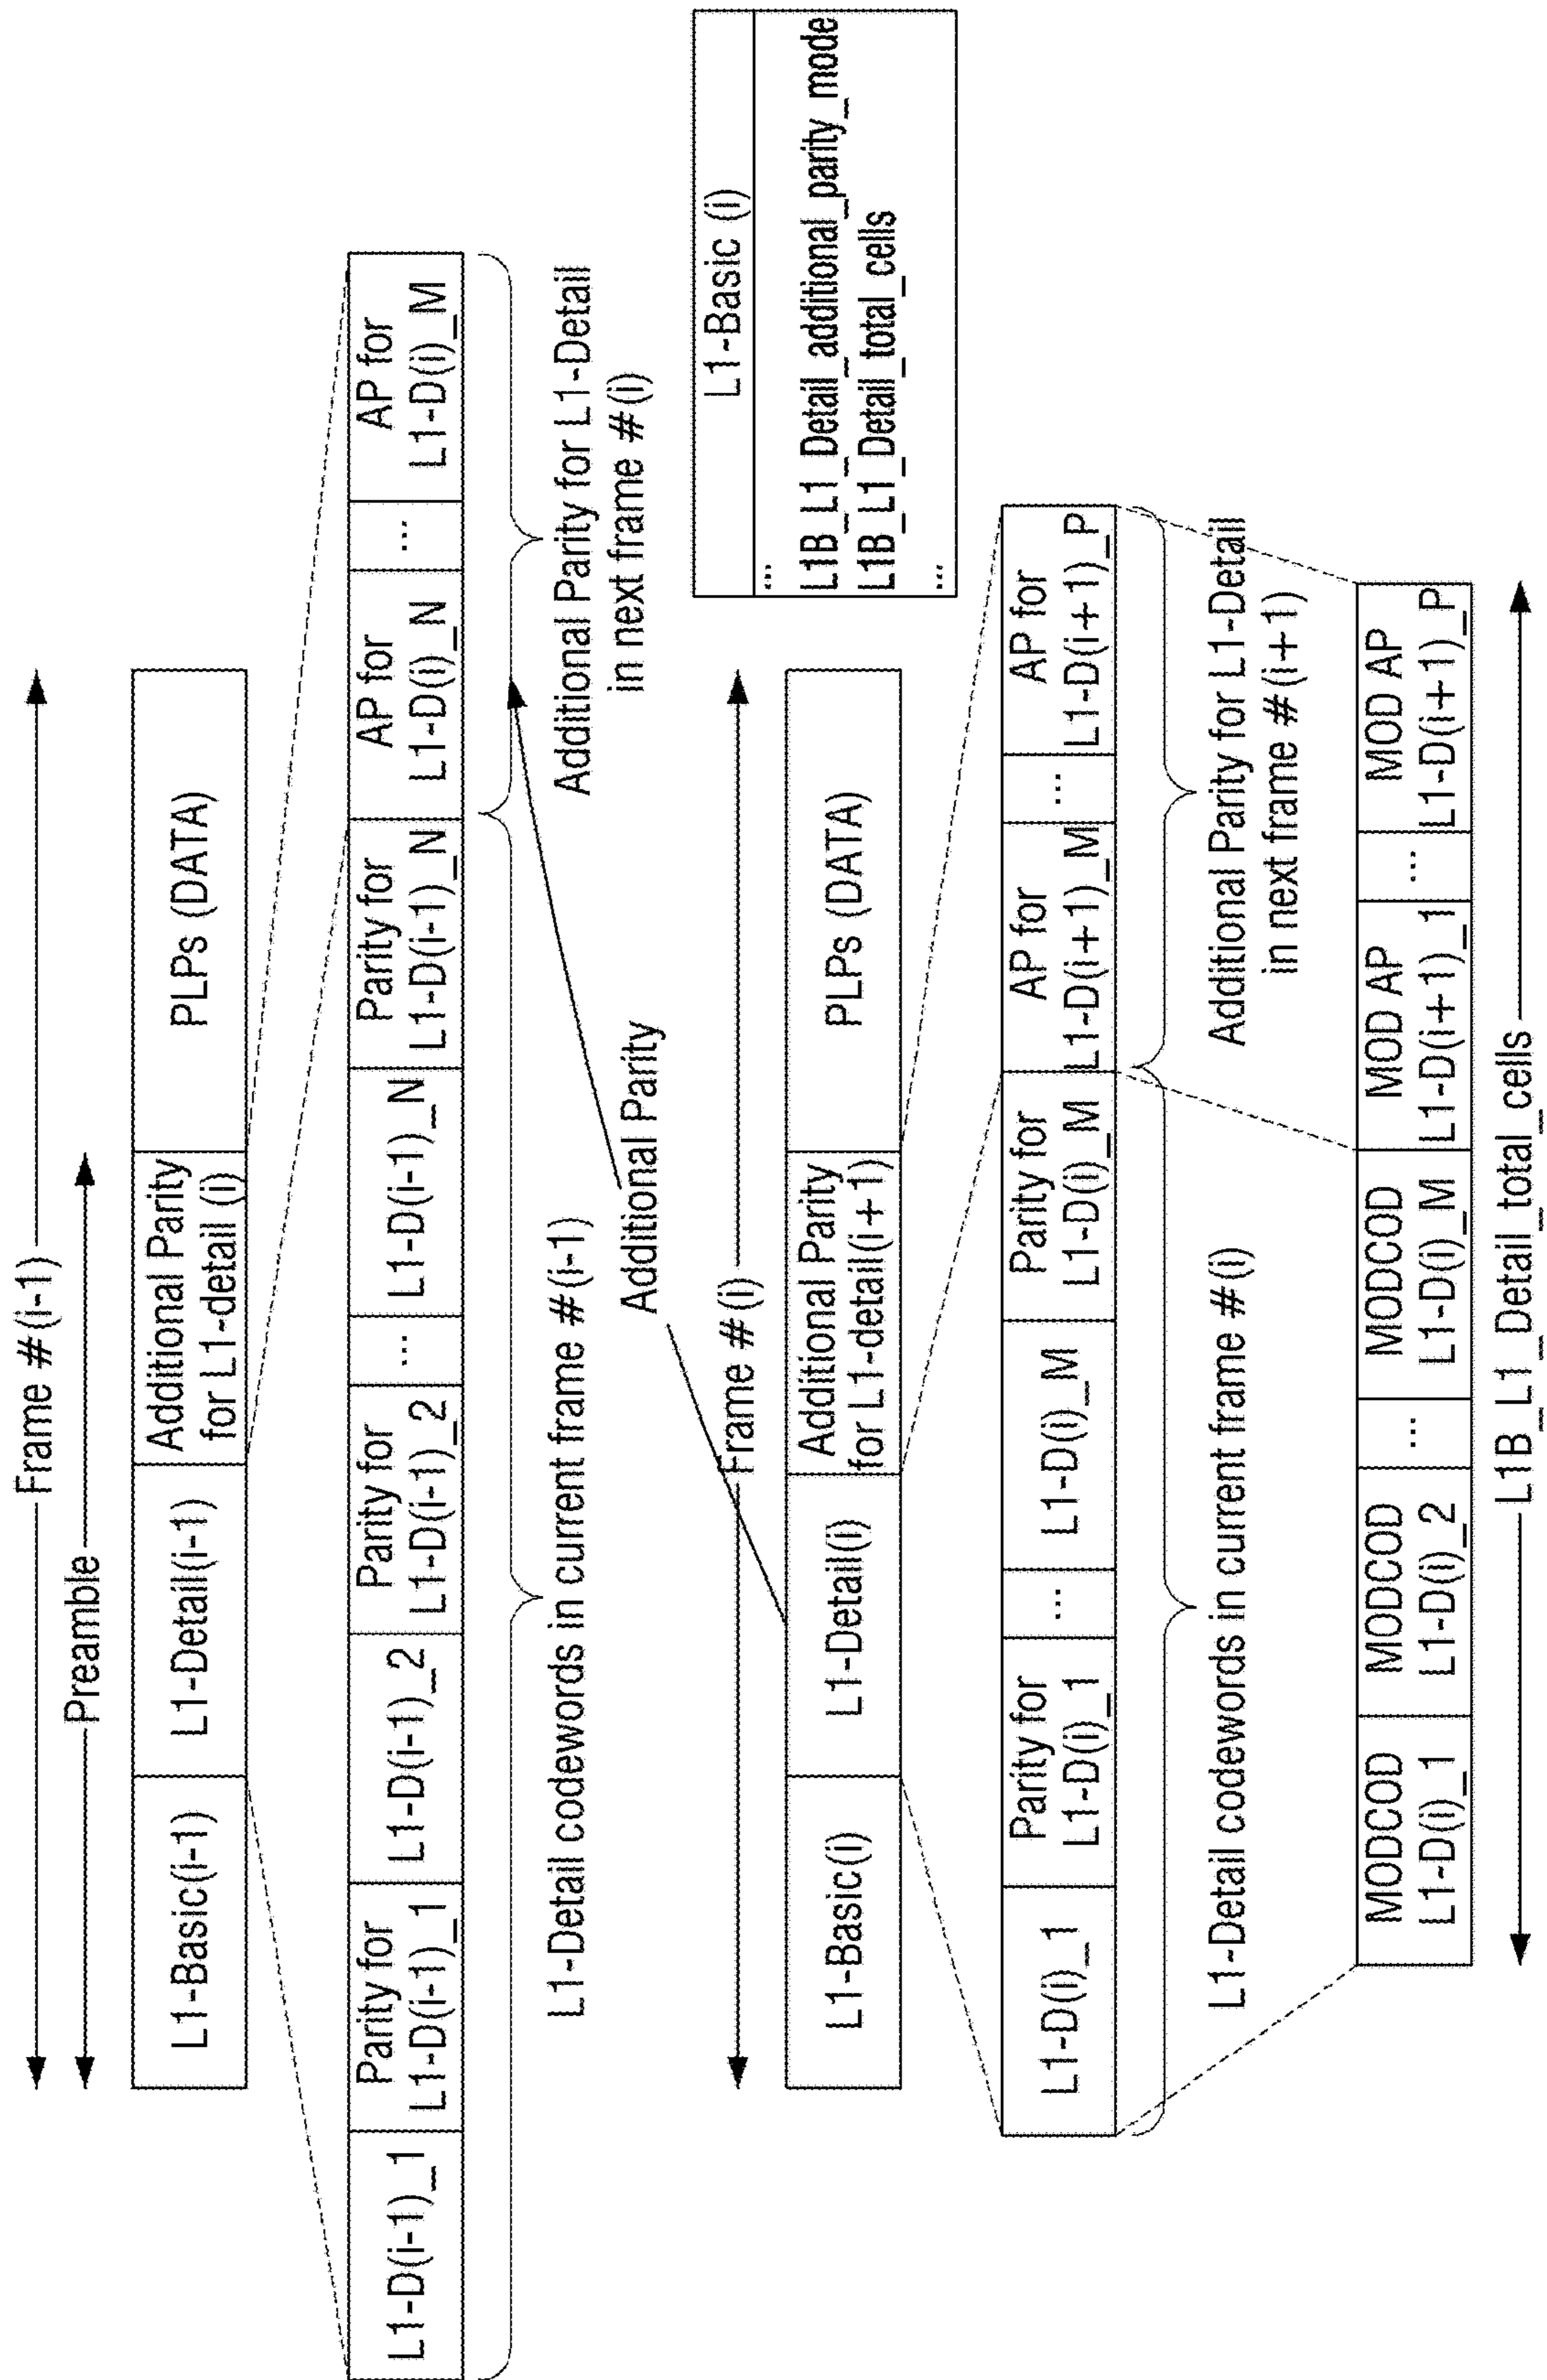 Frame #(i-1)
Preamble
L1-Basic(i-1)
L1-Detail(i-1)
Additional Parity
for L1-detail (i)
PLPs (DATA)
L1-D(i-1)_1
Parity for
L1-D(i-1)_1
L1-D(i-1)_2
Parity for
L1-D(i-1)_2
...
L1-D(i-1)_N
Parity for
L1-D(i-1)_N
AP for
L1-D(i)_N
...
AP for
L1-D(i)_M
L1-Detail codewords in current frame #(i-1)
Additional Parity for L1-Detail
in next frame #(i)
Additional Parity
L1-Basic (i)
...
L1B_L1_Detail_additional_parity_mode
L1B_L1_Detail_total_cells
...
Frame #(i)
L1-Basic(i)
L1-Detail(i)
Additional Parity
for L1-detail(i+1)
PLPs (DATA)
L1-D(i)_1
Parity for
L1-D(i)_1
...
L1-D(i)_M
Parity for
L1-D(i)_M
AP for
L1-D(i+1)_M
...
AP for
L1-D(i+1)_P
L1-Detail codewords in current frame #(i)
Additional Parity for L1-Detail
in next frame #(i+1)
MODCOD
L1-D(i)_1
MODCOD
L1-D(i)_2
...
MODCOD
L1-D(i)_M
MOD AP
L1-D(i+1)_1
...
MOD AP
L1-D(i+1)_P
L1B_L1_Detail_total_cells